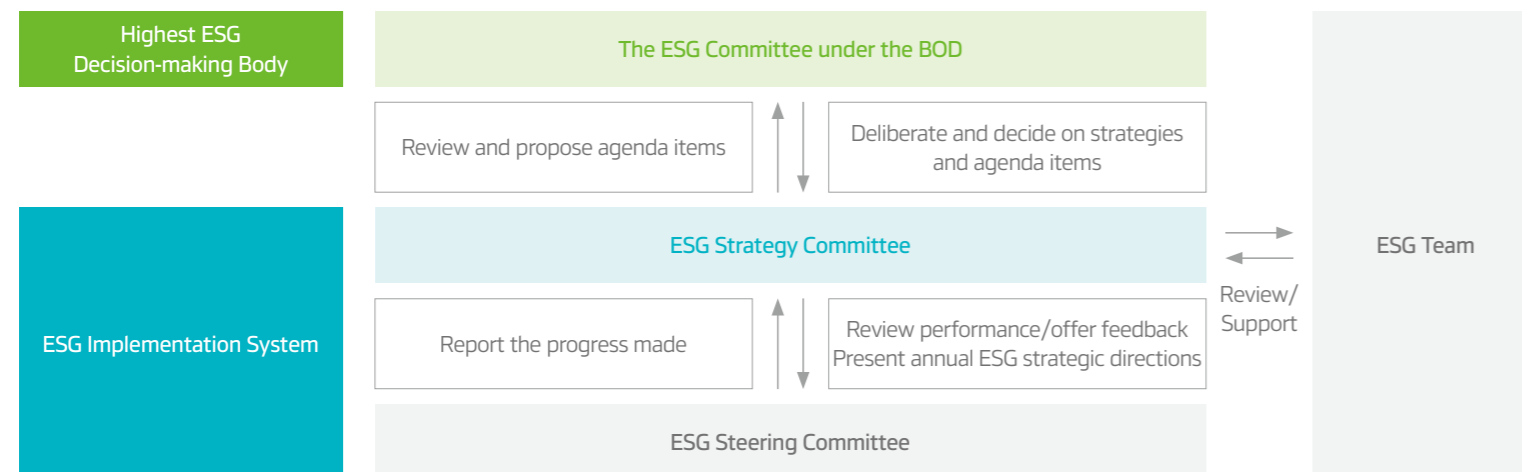 Highest ESG
Decision-making Body
The ESG Committee under the BOD
Review and propose agenda items
Deliberate and decide on strategies
and agenda items
ESG Implementation System
ESG Strategy Committee
Report the progress made
Review performance/offer feedback
Present annual ESG strategic directions
ESG Steering Committee
Review/
Support
ESG Team